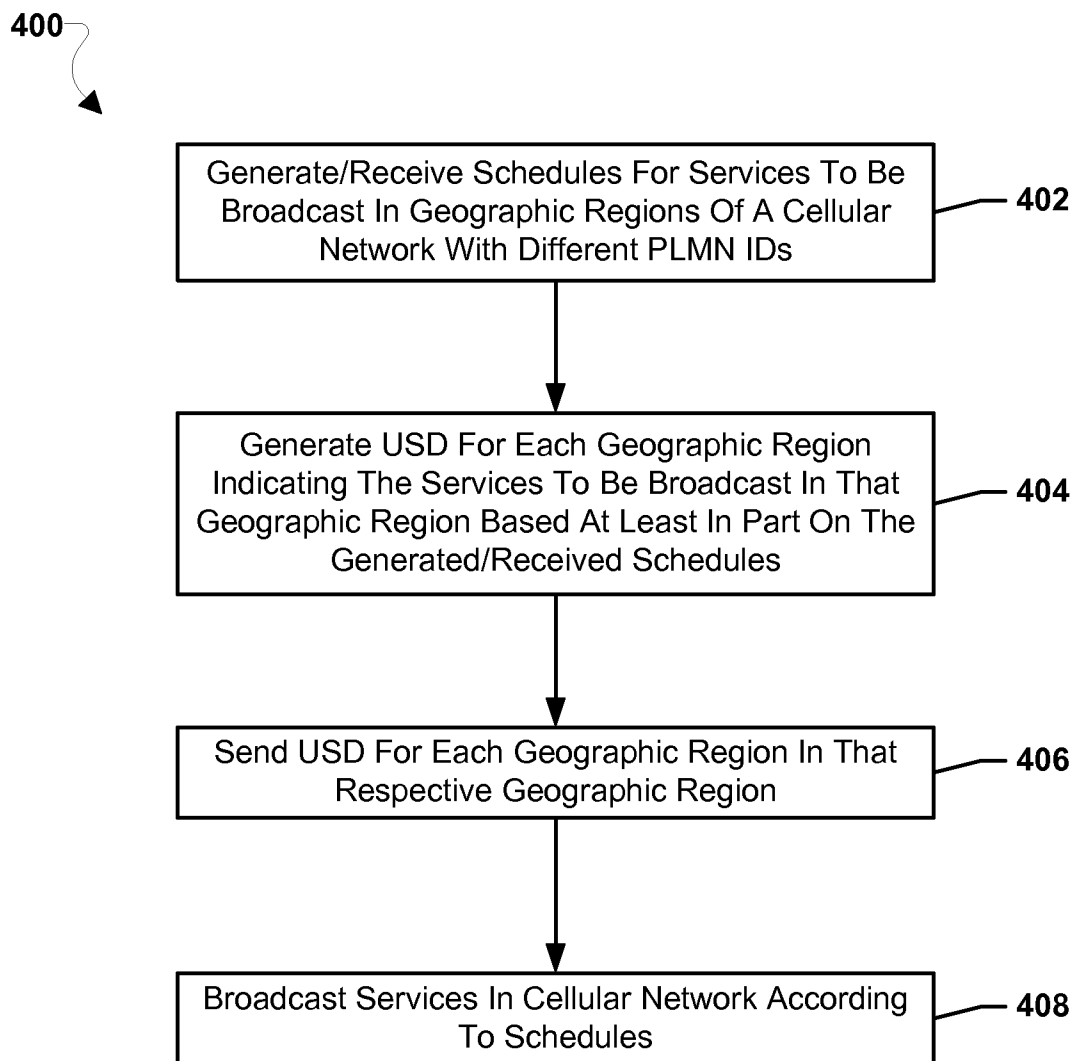 400
Generate/Receive Schedules For Services To Be
Broadcast In Geographic Regions Of A Cellular
Network With Different PLMN IDs
402
Generate USD For Each Geographic Region
Indicating The Services To Be Broadcast In That
Geographic Region Based At Least In Part On The
Generated/Received Schedules
404
Send USD For Each Geographic Region In That
Respective Geographic Region
406
Broadcast Services In Cellular Network According
To Schedules
408